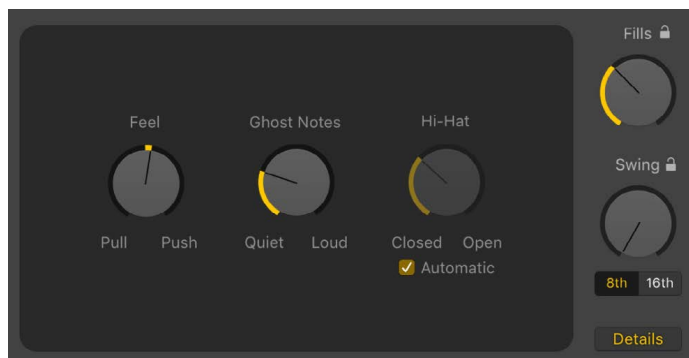 Fills
Feel
Ghost Notes
Hi-Hat
Swing
Pull Push
Quiet Loud
Closed Open
Automatic
8th 16th
Details